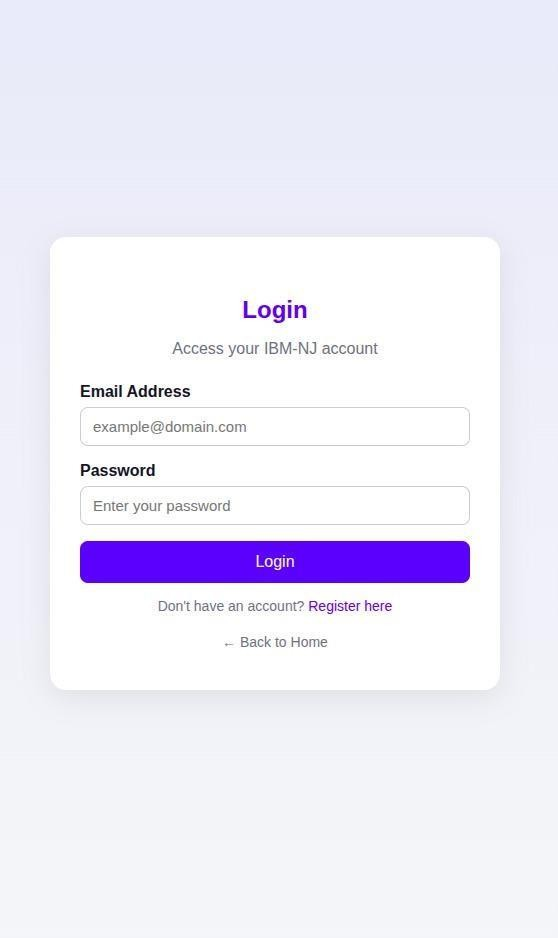 Login
Access your IBM-NJ account
Email Address
example@domain.com
Password
Enter your password
Login
Don't have an account? Register here
← Back to Home